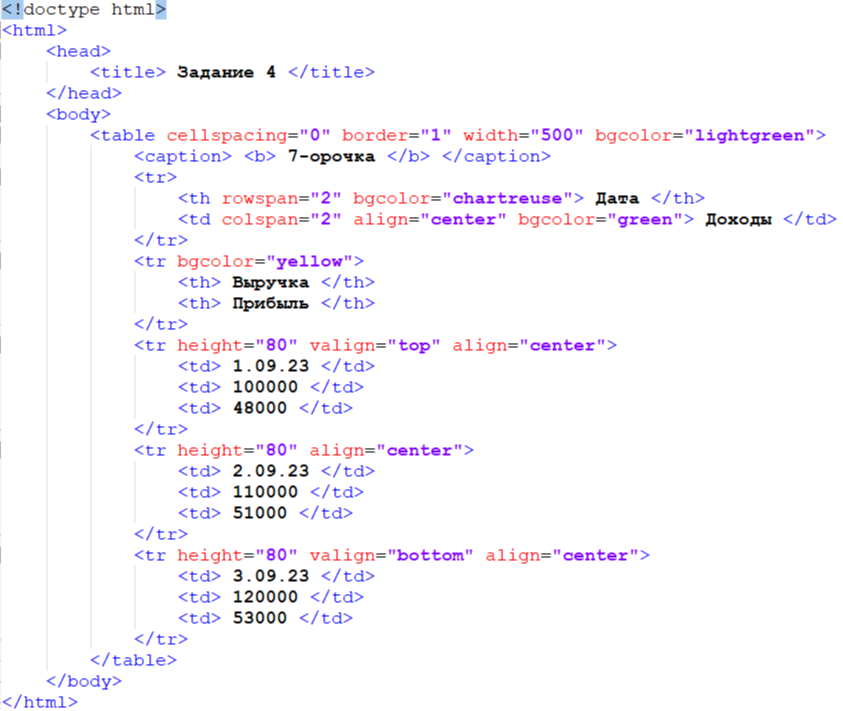 <!doctype html>
<html>
<head>
<title> Задание 4 </title>
</head>
<body>
<table cellspacing="0" border="1" width="500" bgcolor="lightgreen">
<caption> <b> 7-орочка </b> </caption>
<tr>
<th rowspan="2" bgcolor="chartreuse"> Дата </th>
<td colspan="2" align="center" bgcolor="green"> Доходы </td>
</tr>
<tr bgcolor="yellow">
<th> Выручка </th>
<th> Прибыль </th>
</tr>
<tr height="80" valign="top" align="center">
<td> 1.09.23 </td>
<td> 100000 </td>
<td> 48000 </td>
</tr>
<tr height="80" align="center">
<td> 2.09.23 </td>
<td> 110000 </td>
<td> 51000 </td>
</tr>
<tr height="80" valign="bottom" align="center">
<td> 3.09.23 </td>
<td> 120000 </td>
<td> 53000 </td>
</tr>
</table>
</body>
</html>